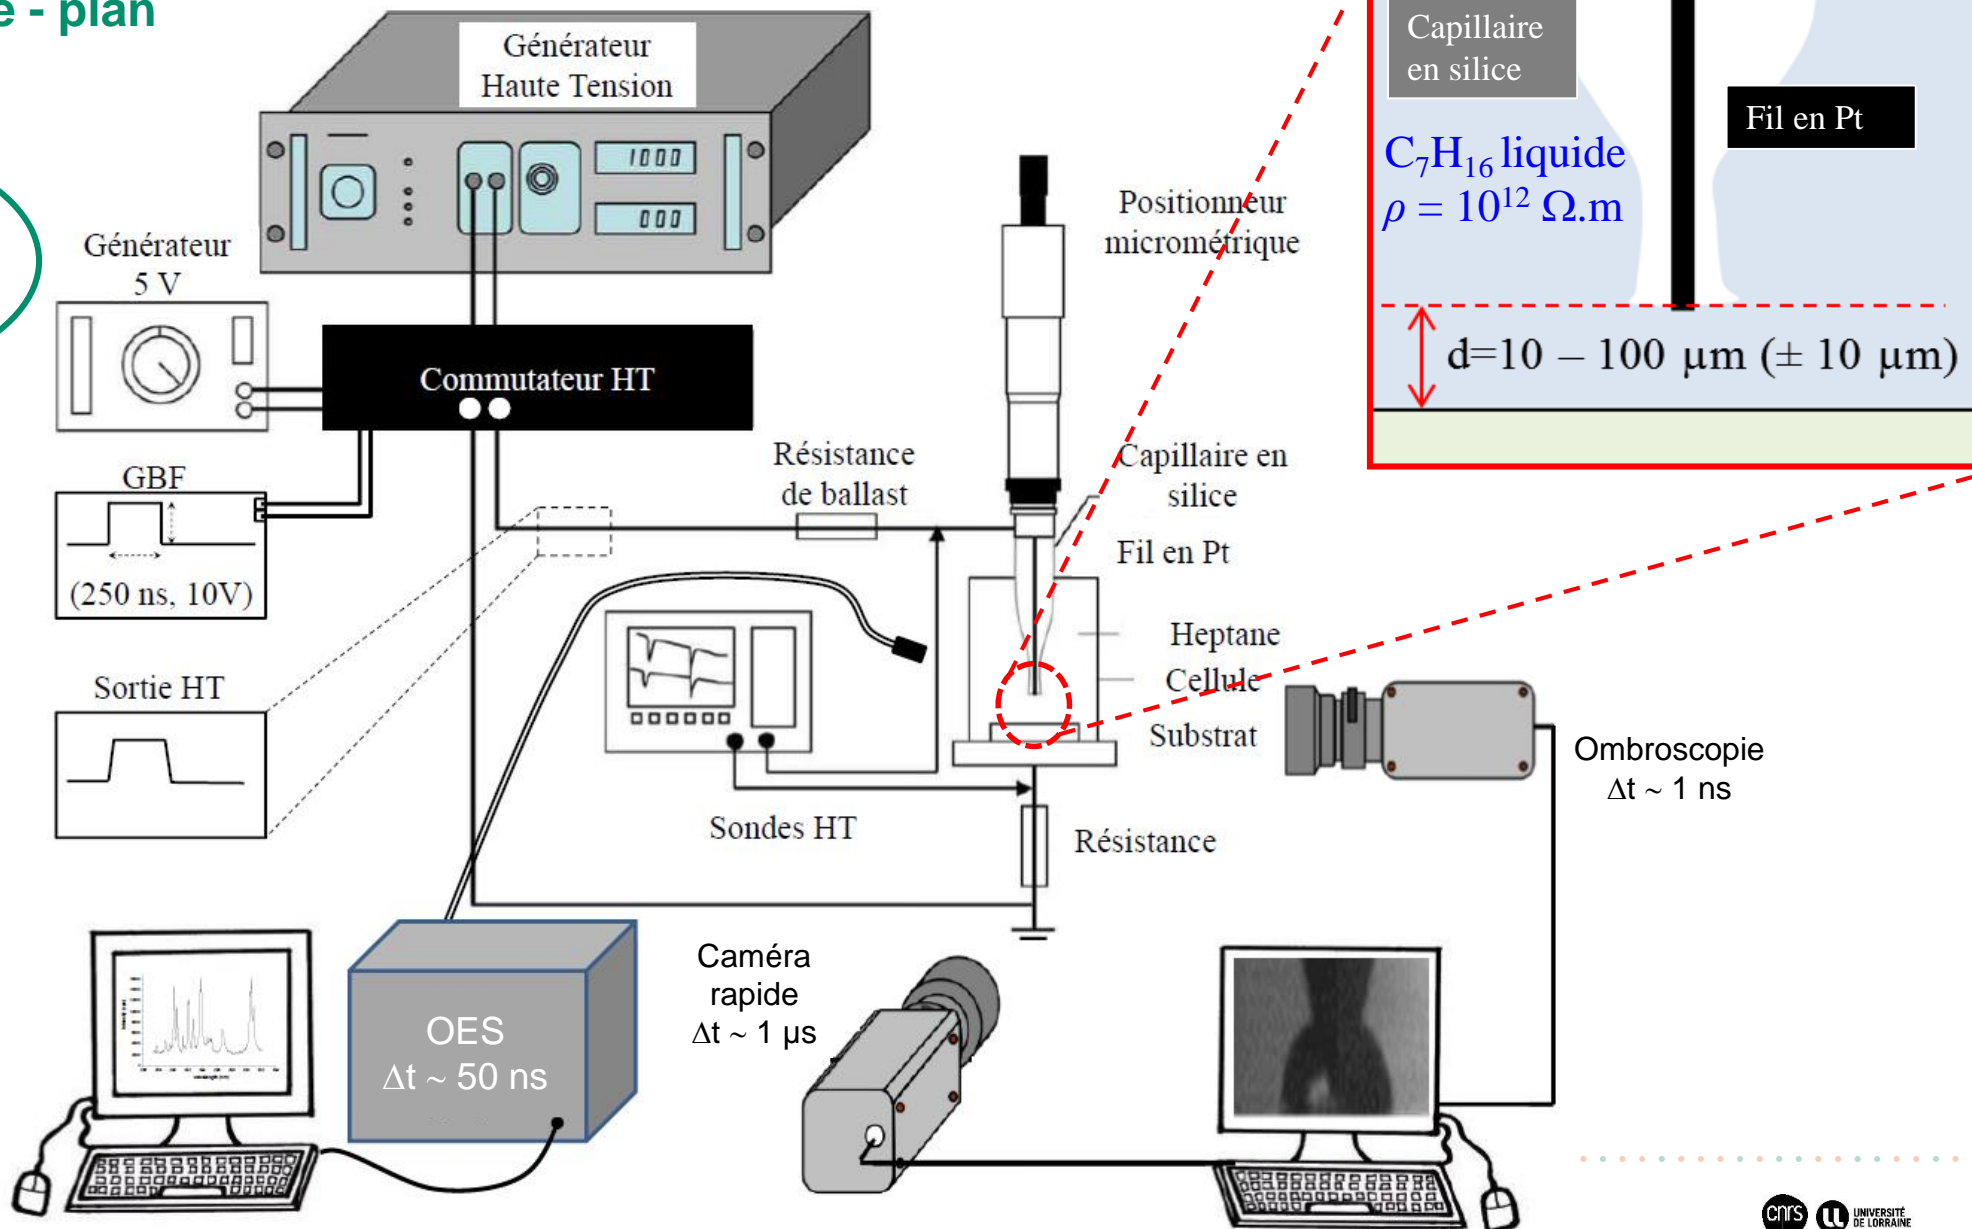 e - plan
Générateur
Haute Tension
1000
000
Générateur
5 V
Commutateur HT
GBF
(250 ns, 10V)
Sortie HT
Résistance
de ballast
Positionneur
micrométrique
Capillaire en
silice
Fil en Pt
Heptane
Cellule
Substrat
Sondes HT
Résistance
Capillaire
en silice
Fil en Pt
C₇H₁₆ liquide
ρ = 10¹² Ω.m
d=10 – 100 µm (± 10 µm)
Ombroscopie
Δt ~ 1 ns
Caméra
rapide
Δt ~ 1 µs
OES
Δt ~ 50 ns
cnrs
UNIVERSITÉ
DE LORRAINE